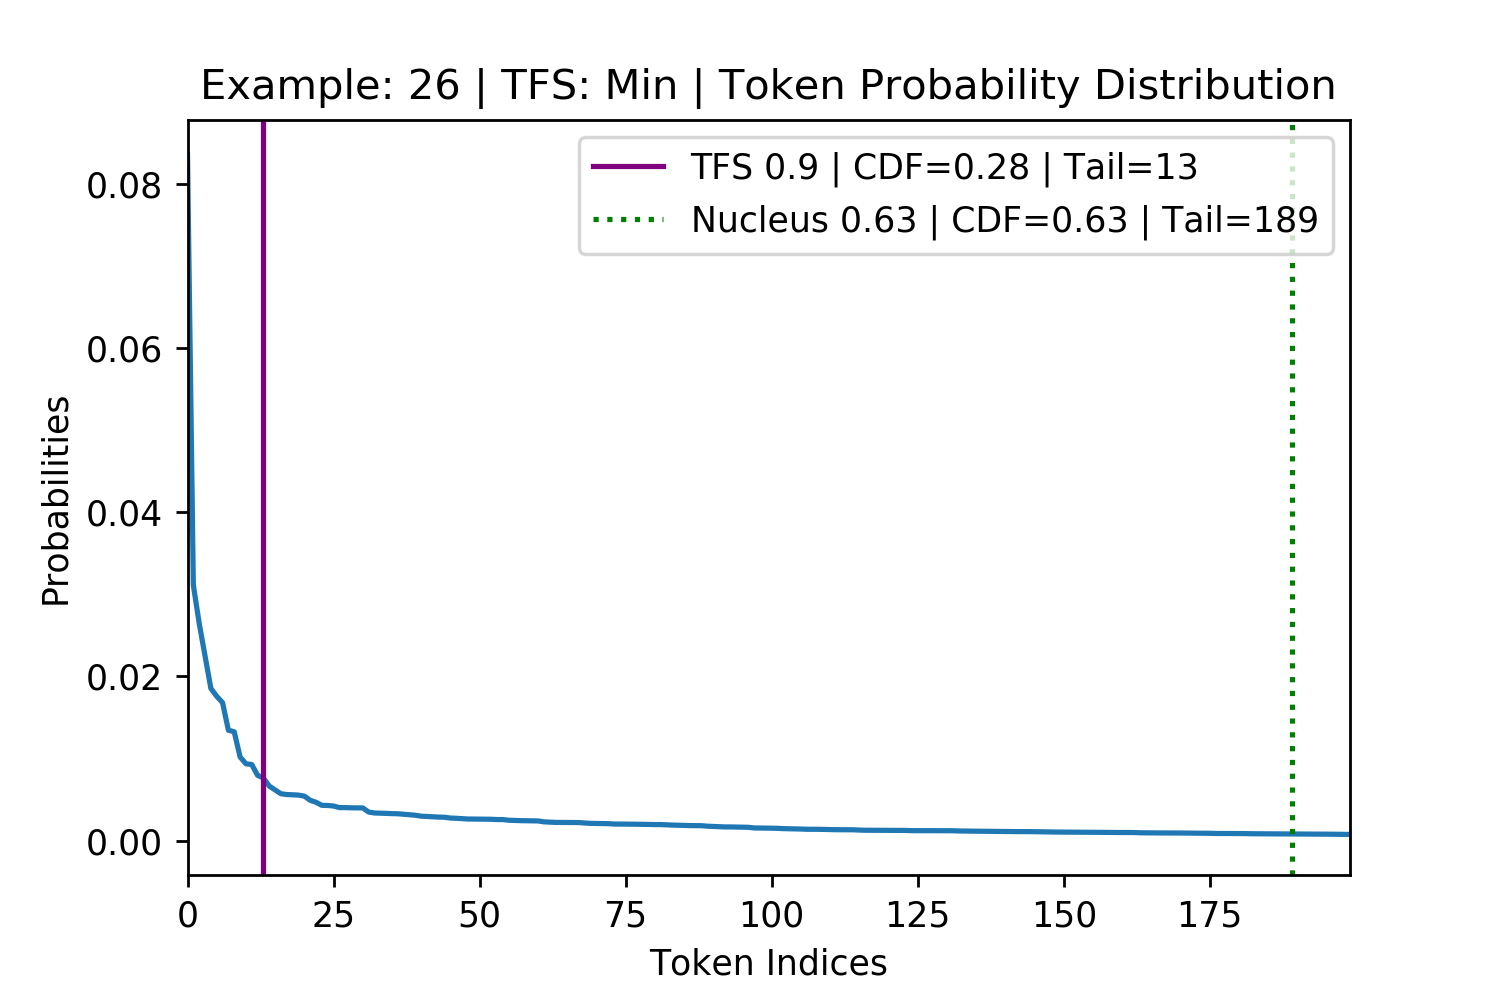 Example: 26 | TFS: Min | Token Probability Distribution
TFS 0.9 | CDF=0.28 | Tail=13
Nucleus 0.63 | CDF=0.63 | Tail=189
Probabilities
0.08
0.06
0.04
0.02
0.00
0 25 50 75 100 125 150 175
Token Indices